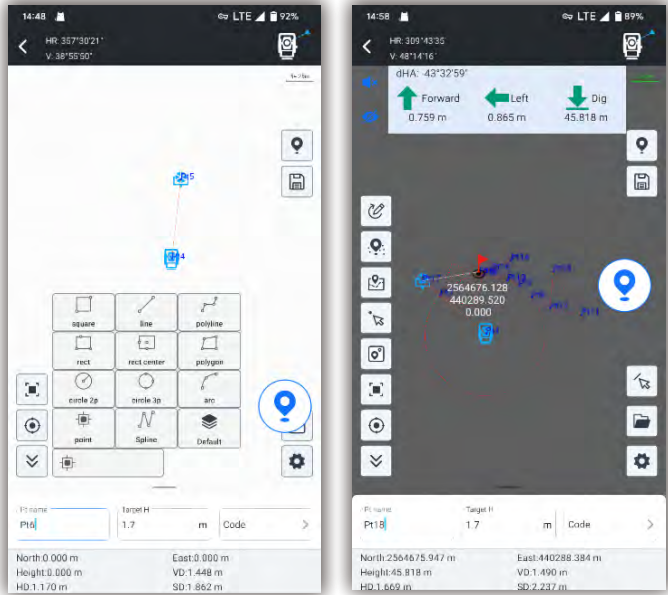 14:48
LTE 92%
HR: 357°30'21"
V: 38°55'50"
Pt5
square
line
polyline
rect
rect center
polygon
circle 2p
circle 3p
arc
point
Spline
Default
Pt name
Pt6
Target H
1.7 m
Code
North:0.000 m
East:0.000 m
Height:0.000 m
VD:1.448 m
HD:1.170 m
SD:1.862 m
14:58
LTE 89%
HR: 309°43'35"
V: 48°14'16"
dHA: -43°32'59"
Forward
Left
Dig
0.759 m
0.865 m
45.818 m
2564676.128
440289.520
0.000
Pt name
Pt18
Target H
1.7 m
Code
North:2564675.947 m
East:440288.384 m
Height:45.818 m
VD:1.490 m
HD:1.669 m
SD:2.237 m